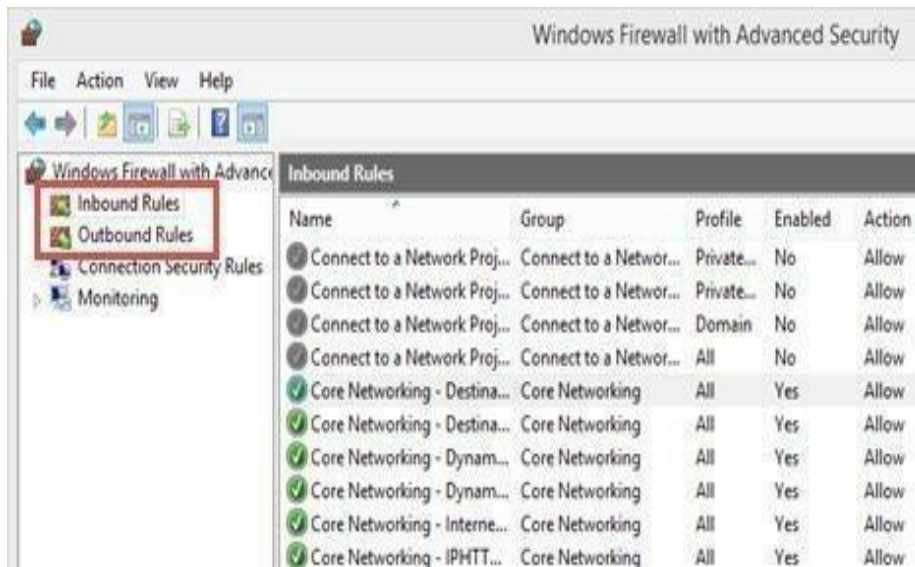 Windows Firewall with Advanced Security
File Action View Help
Windows Firewall with Advance
Inbound Rules
Outbound Rules
Connection Security Rules
Monitoring
Inbound Rules
Name Group Profile Enabled Action
Connect to a Network Proj... Connect to a Networ... Private... No Allow
Connect to a Network Proj... Connect to a Networ... Private... No Allow
Connect to a Network Proj... Connect to a Networ... Domain No Allow
Connect to a Network Proj... Connect to a Networ... All No Allow
Core Networking - Destina... Core Networking All Yes Allow
Core Networking - Destina... Core Networking All Yes Allow
Core Networking - Dynam... Core Networking All Yes Allow
Core Networking - Dynam... Core Networking All Yes Allow
Core Networking - Interne... Core Networking All Yes Allow
Core Networking - IPHTT... Core Networking All Yes Allow